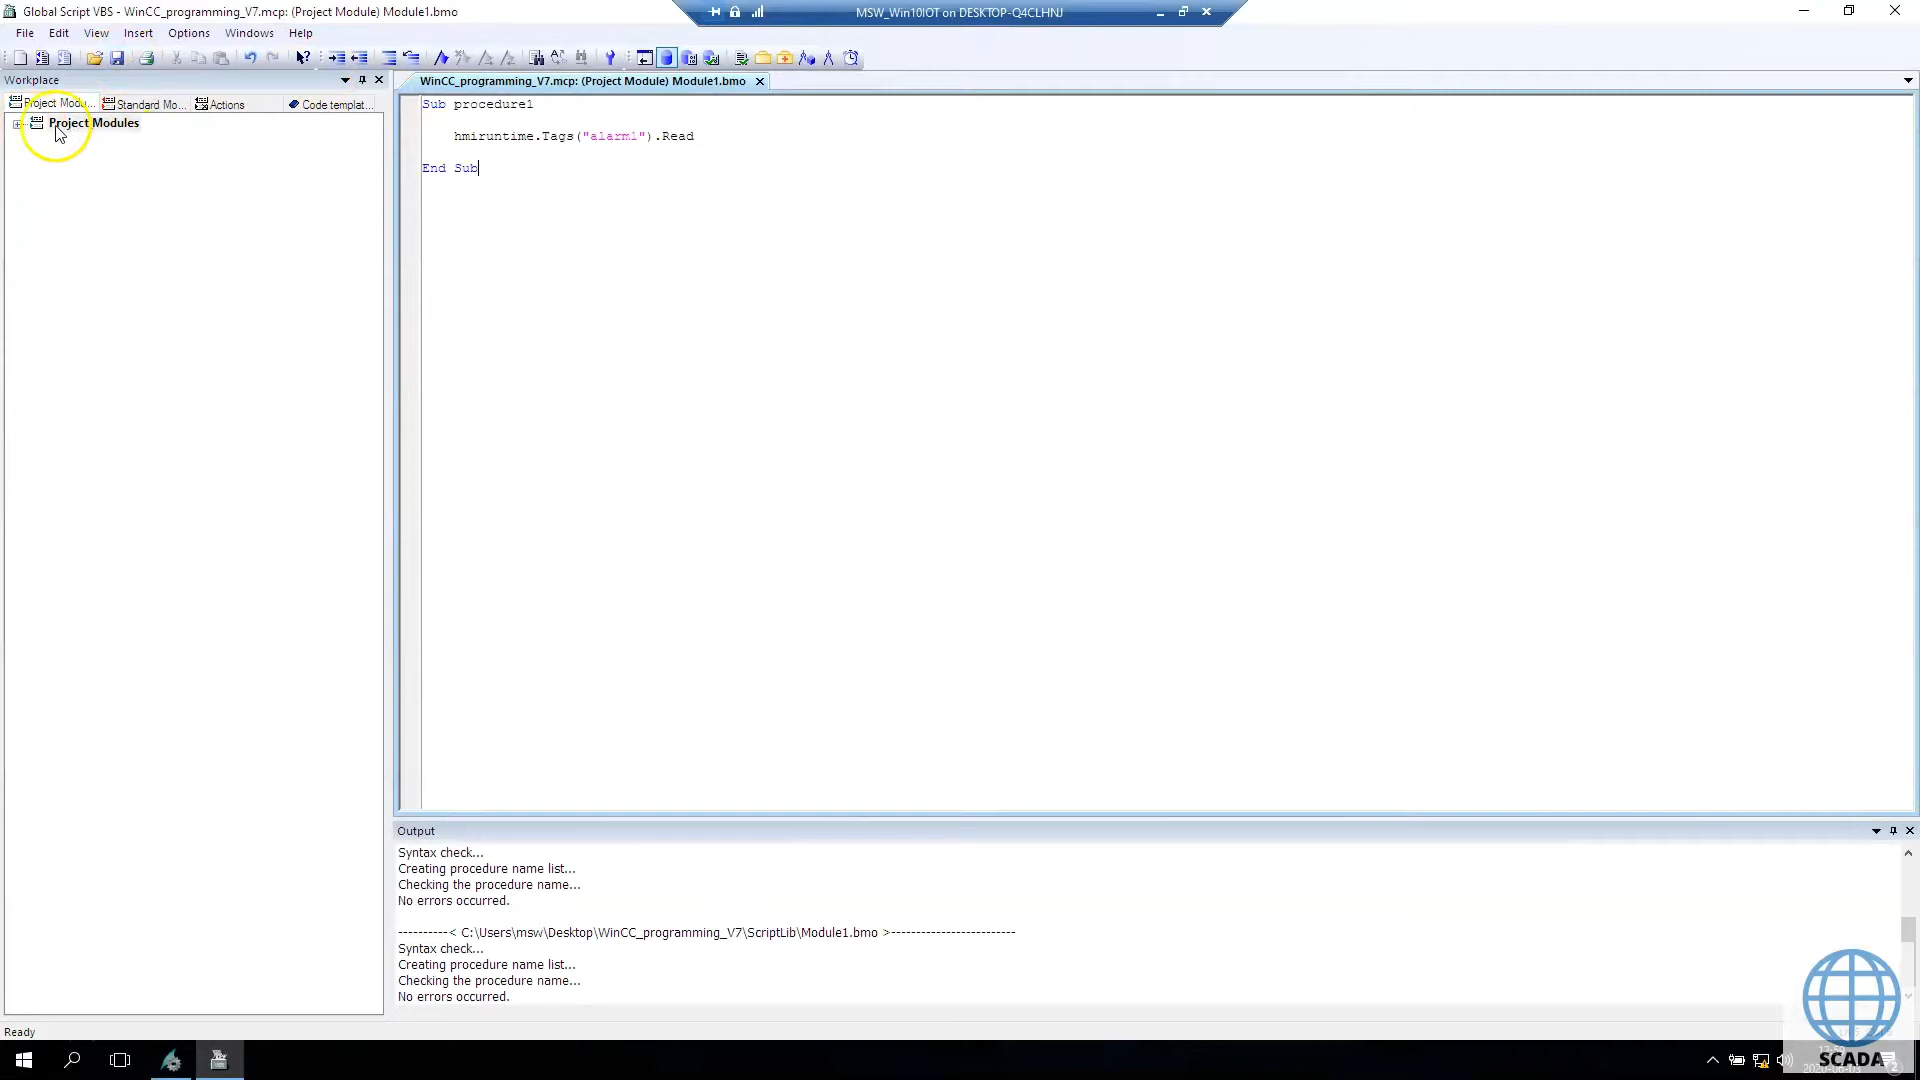 Global Script VBS - WinCC_programming_V7.mcp: (Project Module) Module1.bmo
MSW_Win10IOT on DESKTOP-Q4CLHNJ
File Edit View Insert Options Windows Help
Workplace
WinCC_programming_V7.mcp: (Project Module) Module1.bmo
Project Modu... Standard Mo... Actions Code templat...
Project Modules
Sub procedure1
hmiruntime.Tags("alarm1").Read
End Sub
Output
Syntax check...
Creating procedure name list...
Checking the procedure name...
No errors occurred.
----------< C:\Users\msw\Desktop\WinCC_programming_V7\ScriptLib\Module1.bmo >-------------------------
Syntax check...
Creating procedure name list...
Checking the procedure name...
No errors occurred.
Ready
SCADA